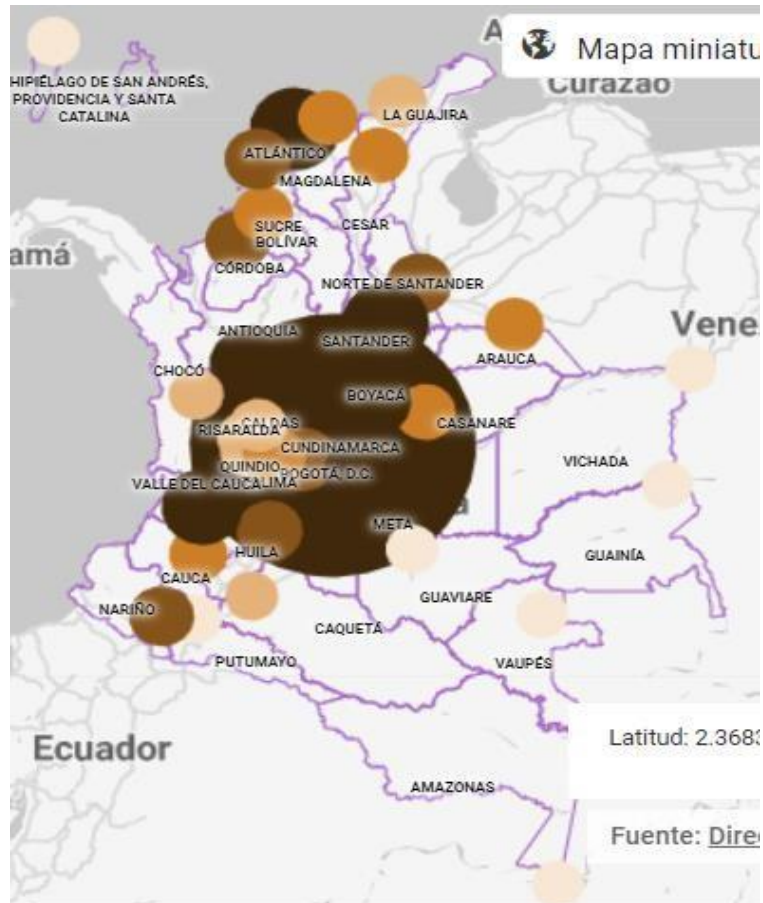 Mapa miniatu
Curazao
HIPIÉLAGO DE SAN ANDRÉS,
PROVIDENCIA Y SANTA
CATALINA
LA GUAJIRA
ATLÁNTICO
MAGDALENA
CESAR
SUCRE
BOLÍVAR
amá
CÓRDOBA
NORTE DE SANTANDER
Vene
ANTIOQUIA
SANTANDER
ARAUCA
CHOCÓ
BOYACÁ
CALDAS
CASANARE
RISARALDA
CUNDINAMARCA
VICHADA
QUINDIO
BOGOTÁ, D.C.
VALLE DEL CAUCA
TOLIMA
META
HUILA
GUAINÍA
CAUCA
GUAVIARE
NARIÑO
CAQUETÁ
PUTUMAYO
VAUPÉS
Ecuador
Latitud: 2.3683
AMAZONAS
Fuente: Direc